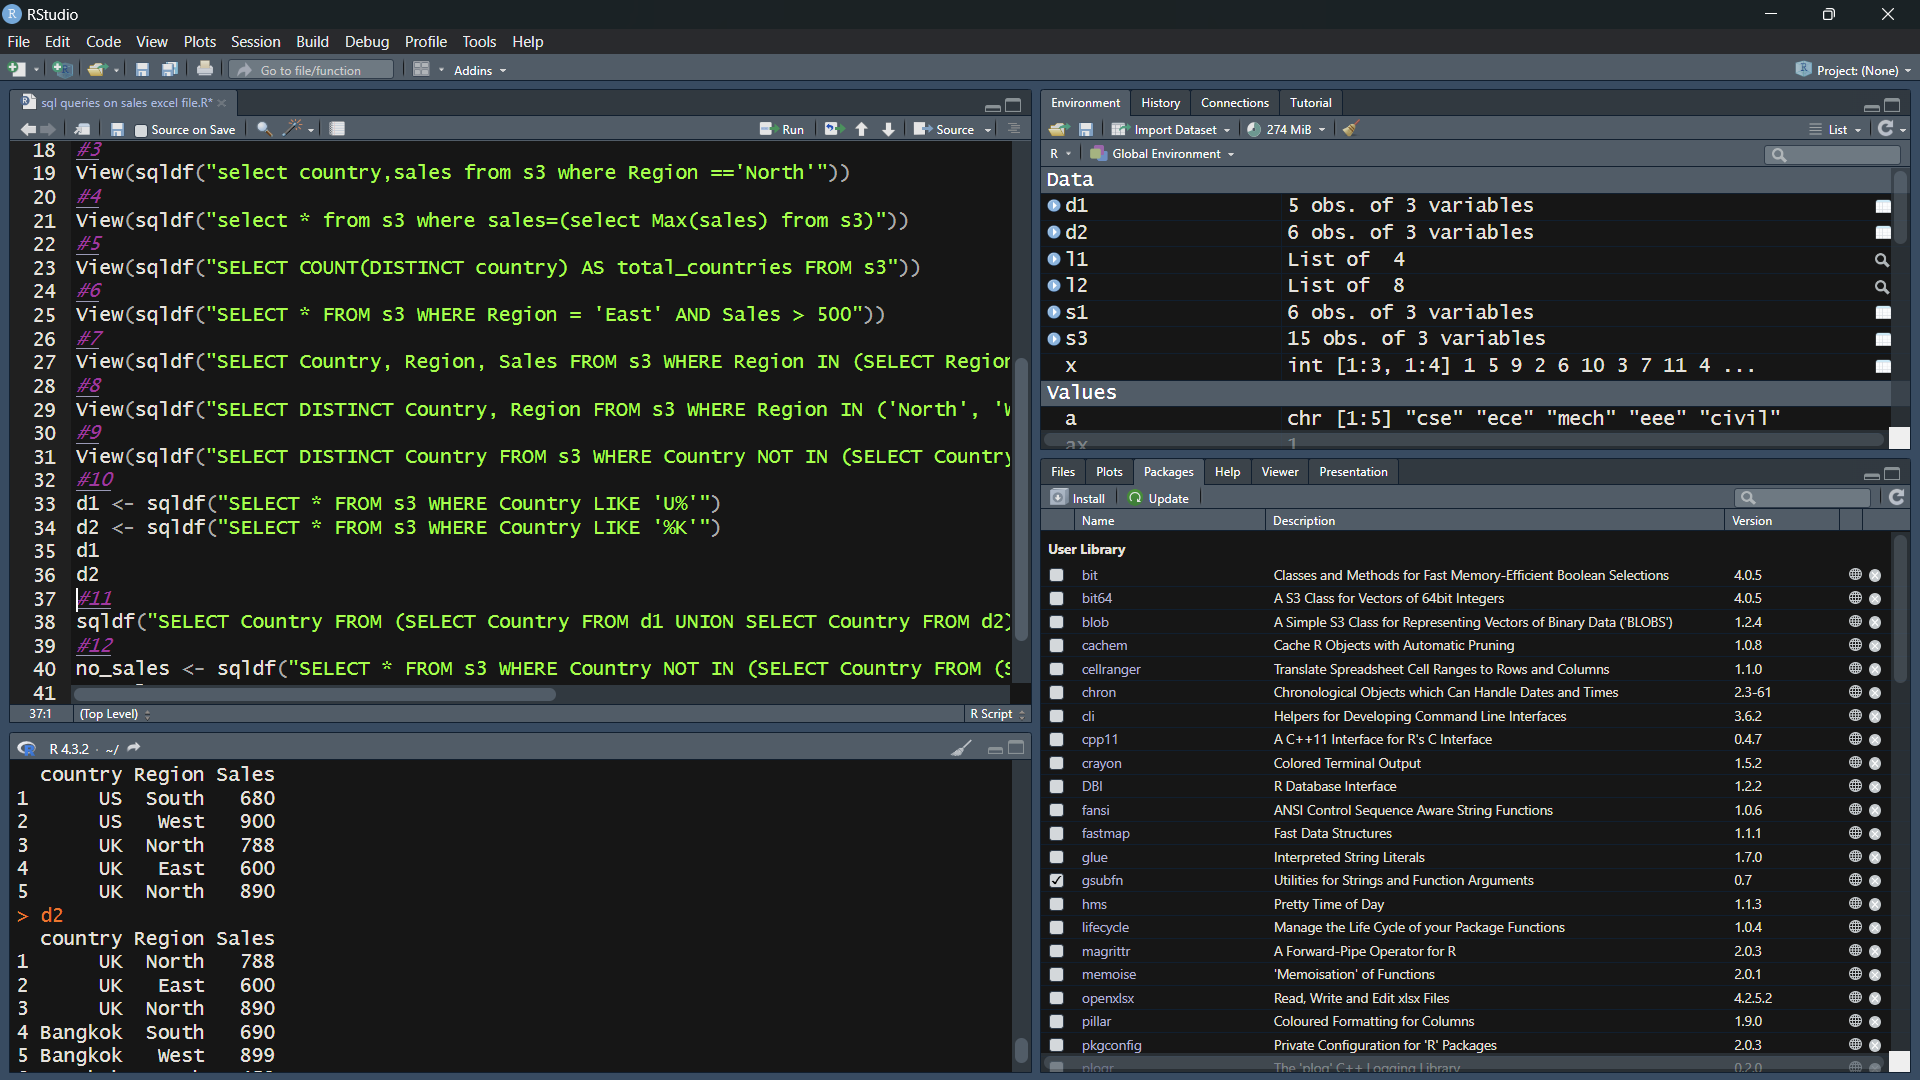 RStudio
File Edit Code View Plots Session Build Debug Profile Tools Help
Go to file/function Addins Project: (None)
sql queries on sales excel file.R*
Source on Save Run Source
18 #3
19 View(sqldf("select country,sales from s3 where Region =='North'"))
20 #4
21 View(sqldf("select * from s3 where sales=(select Max(sales) from s3)"))
22 #5
23 View(sqldf("SELECT COUNT(DISTINCT country) AS total_countries FROM s3"))
24 #6
25 View(sqldf("SELECT * FROM s3 WHERE Region = 'East' AND Sales > 500"))
26 #7
27 View(sqldf("SELECT Country, Region, Sales FROM s3 WHERE Region IN (SELECT Region
28 #8
29 View(sqldf("SELECT DISTINCT Country, Region FROM s3 WHERE Region IN ('North', '
30 #9
31 View(sqldf("SELECT DISTINCT Country FROM s3 WHERE Country NOT IN (SELECT Country
32 #10
33 d1 <- sqldf("SELECT * FROM s3 WHERE Country LIKE 'U%'")
34 d2 <- sqldf("SELECT * FROM s3 WHERE Country LIKE '%K'")
35 d1
36 d2
37 #11
38 sqldf("SELECT Country FROM (SELECT Country FROM d1 UNION SELECT Country FROM d2)
39 #12
40 no_sales <- sqldf("SELECT * FROM s3 WHERE Country NOT IN (SELECT Country FROM (
41
37:1 (Top Level) R Script
R 4.3.2 · ~/
country Region Sales
1 US South 680
2 US West 900
3 UK North 788
4 UK East 600
5 UK North 890
> d2
country Region Sales
1 UK North 788
2 UK East 600
3 UK North 890
4 Bangkok South 690
5 Bangkok West 899
Environment History Connections Tutorial
Import Dataset 274 MiB List
R Global Environment
Data
d1 5 obs. of 3 variables
d2 6 obs. of 3 variables
l1 List of 4
l2 List of 8
s1 6 obs. of 3 variables
s3 15 obs. of 3 variables
x int [1:3, 1:4] 1 5 9 2 6 10 3 7 11 4 ...
Values
a chr [1:5] "cse" "ece" "mech" "eee" "civil"
ax 1
Files Plots Packages Help Viewer Presentation
Install Update
Name Description Version
User Library
bit Classes and Methods for Fast Memory-Efficient Boolean Selections 4.0.5
bit64 A S3 Class for Vectors of 64bit Integers 4.0.5
blob A Simple S3 Class for Representing Vectors of Binary Data ('BLOBS') 1.2.4
cachem Cache R Objects with Automatic Pruning 1.0.8
cellranger Translate Spreadsheet Cell Ranges to Rows and Columns 1.1.0
chron Chronological Objects which Can Handle Dates and Times 2.3-61
cli Helpers for Developing Command Line Interfaces 3.6.2
cpp11 A C++11 Interface for R's C Interface 0.4.7
crayon Colored Terminal Output 1.5.2
DBI R Database Interface 1.2.2
fansi ANSI Control Sequence Aware String Functions 1.0.6
fastmap Fast Data Structures 1.1.1
glue Interpreted String Literals 1.7.0
gsubfn Utilities for Strings and Function Arguments 0.7
hms Pretty Time of Day 1.1.3
lifecycle Manage the Life Cycle of your Package Functions 1.0.4
magrittr A Forward-Pipe Operator for R 2.0.3
memoise 'Memoisation' of Functions 2.0.1
openxlsx Read, Write and Edit xlsx Files 4.2.5.2
pillar Coloured Formatting for Columns 1.9.0
pkgconfig Private Configuration for 'R' Packages 2.0.3
plogr The 'plog' C++ Logging Library 0.2.0